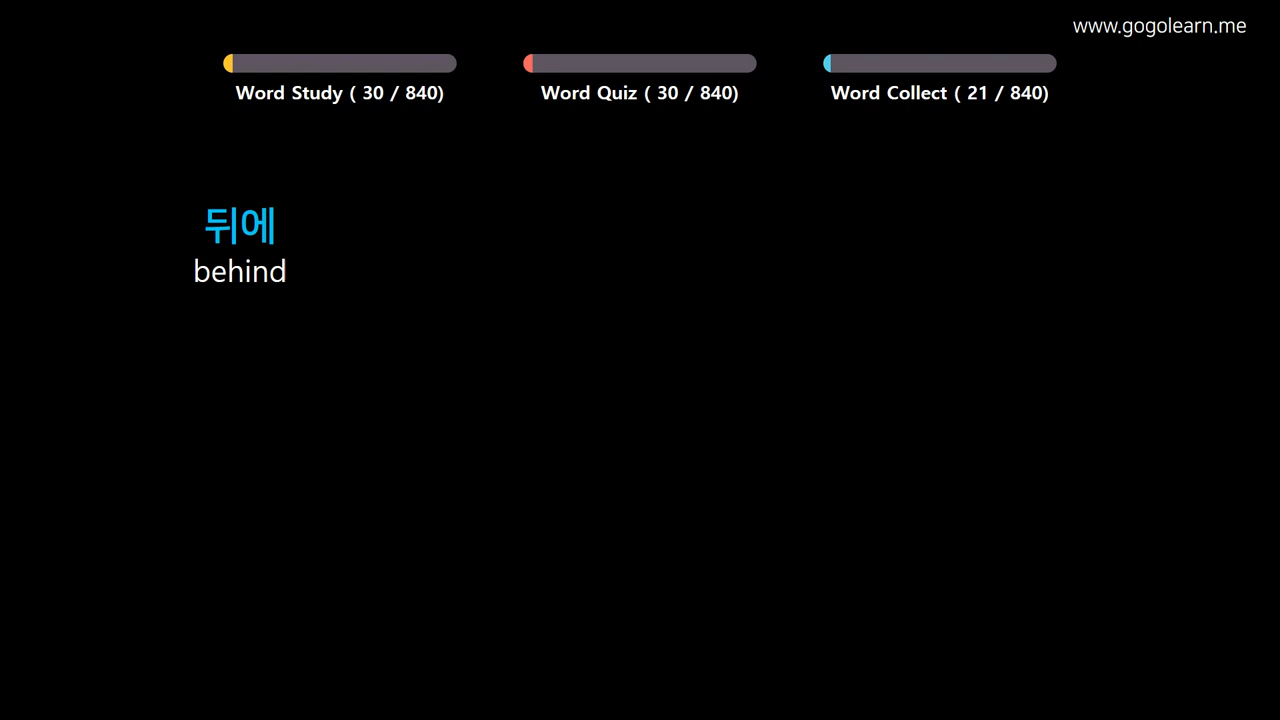 www.gogolearn.me
Word Study ( 30 / 840)
Word Quiz ( 30 / 840)
Word Collect ( 21 / 840)
뒤에
behind